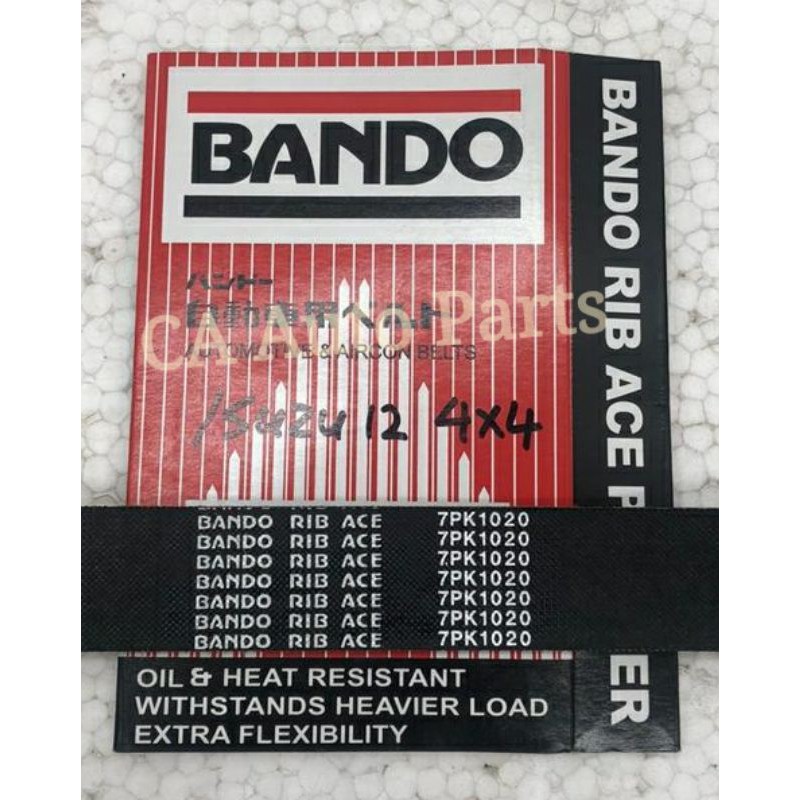 BANDO
バンドー
自動車用ベルト
CA Auto Parts
AUTOMOTIVE & AIRCON BELTS
ISUZU 12 4X4
BANDO RIB ACE 7PK1020
BANDO RIB ACE 7PK1020
BANDO RIB ACE 7PK1020
BANDO RIB ACE 7PK1020
BANDO RIB ACE 7PK1020
BANDO RIB ACE 7PK1020
BANDO RIB ACE 7PK1020
OIL & HEAT RESISTANT
WITHSTANDS HEAVIER LOAD
EXTRA FLEXIBILITY
BANDO RIB ACE